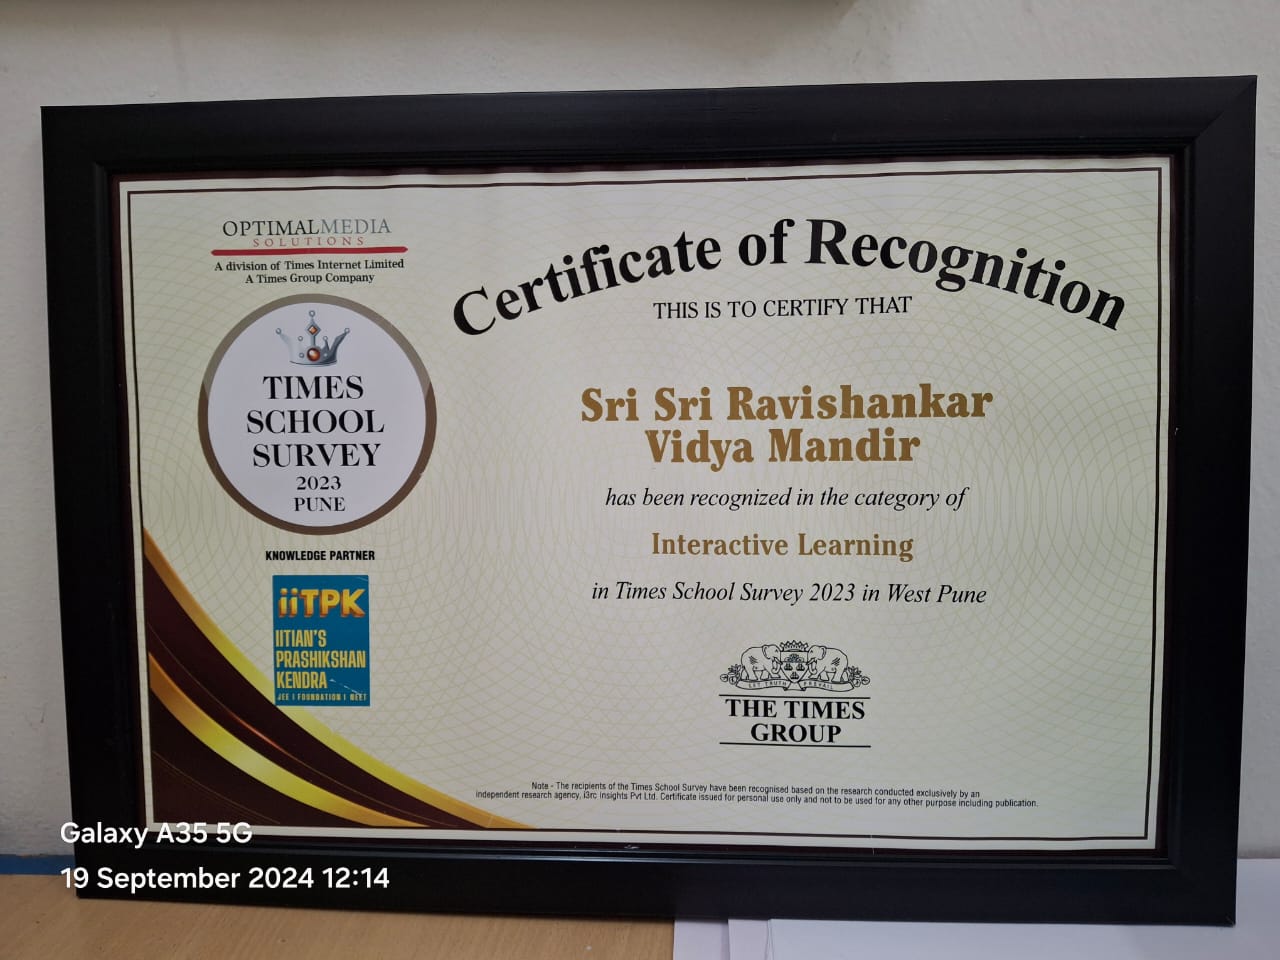 OPTIMALMEDIA
SOLUTIONS
A division of Times Internet Limited
A Times Group Company
TIMES
SCHOOL
SURVEY
2023
PUNE
KNOWLEDGE PARTNER
iiTPK
IITIAN'S
PRASHIKSHAN
KENDRA
JEE | FOUNDATION | NEET
Certificate of Recognition
THIS IS TO CERTIFY THAT
Sri Sri Ravishankar
Vidya Mandir
has been recognized in the category of
Interactive Learning
in Times School Survey 2023 in West Pune
LET TRUTH PREVAIL
THE TIMES
GROUP
Note - The recipients of the Times School Survey have been recognised based on the research conducted exclusively by an
independent research agency, i3rc Insights Pvt Ltd. Certificate issued for personal use only and not to be used for any other purpose including publication.
Galaxy A35 5G
19 September 2024 12:14